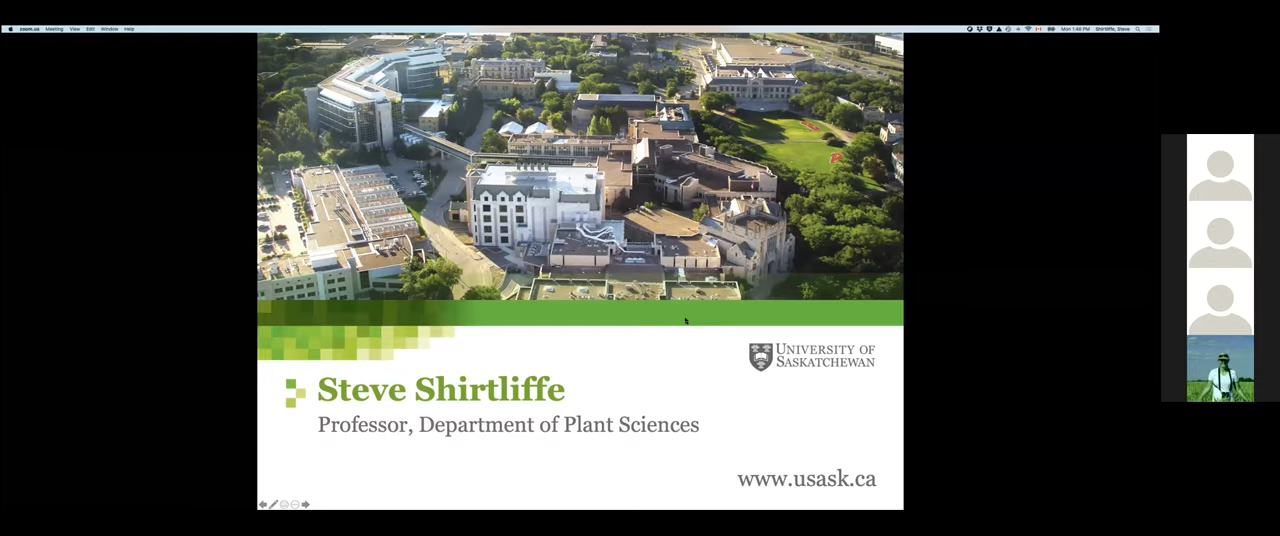 zoom.us Meeting View Edit Window Help
Mon 1:48 PM Shirtliffe, Steve
UNIVERSITY OF
SASKATCHEWAN
Steve Shirtliffe
Professor, Department of Plant Sciences
www.usask.ca